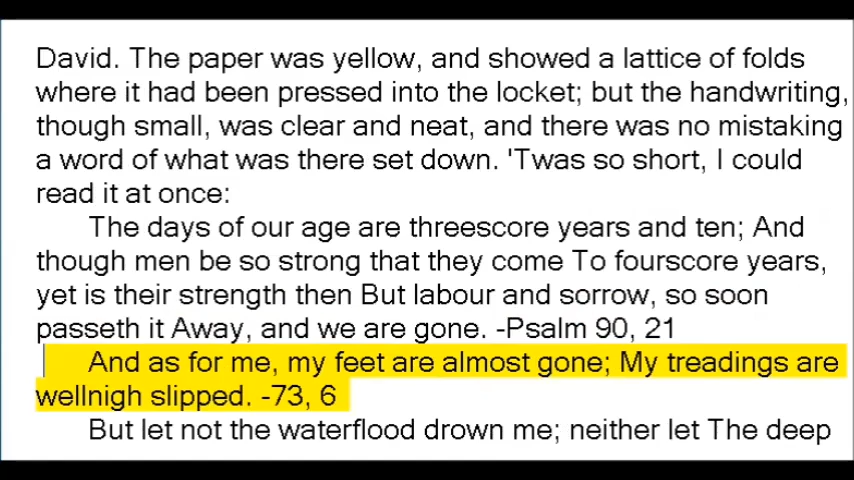 David. The paper was yellow, and showed a lattice of folds
where it had been pressed into the locket; but the handwriting,
though small, was clear and neat, and there was no mistaking
a word of what was there set down. 'Twas so short, I could
read it at once:
The days of our age are threescore years and ten; And
though men be so strong that they come To fourscore years,
yet is their strength then But labour and sorrow, so soon
passeth it Away, and we are gone. -Psalm 90, 21
And as for me, my feet are almost gone; My treadings are
wellnigh slipped. -73, 6
But let not the waterflood drown me; neither let The deep